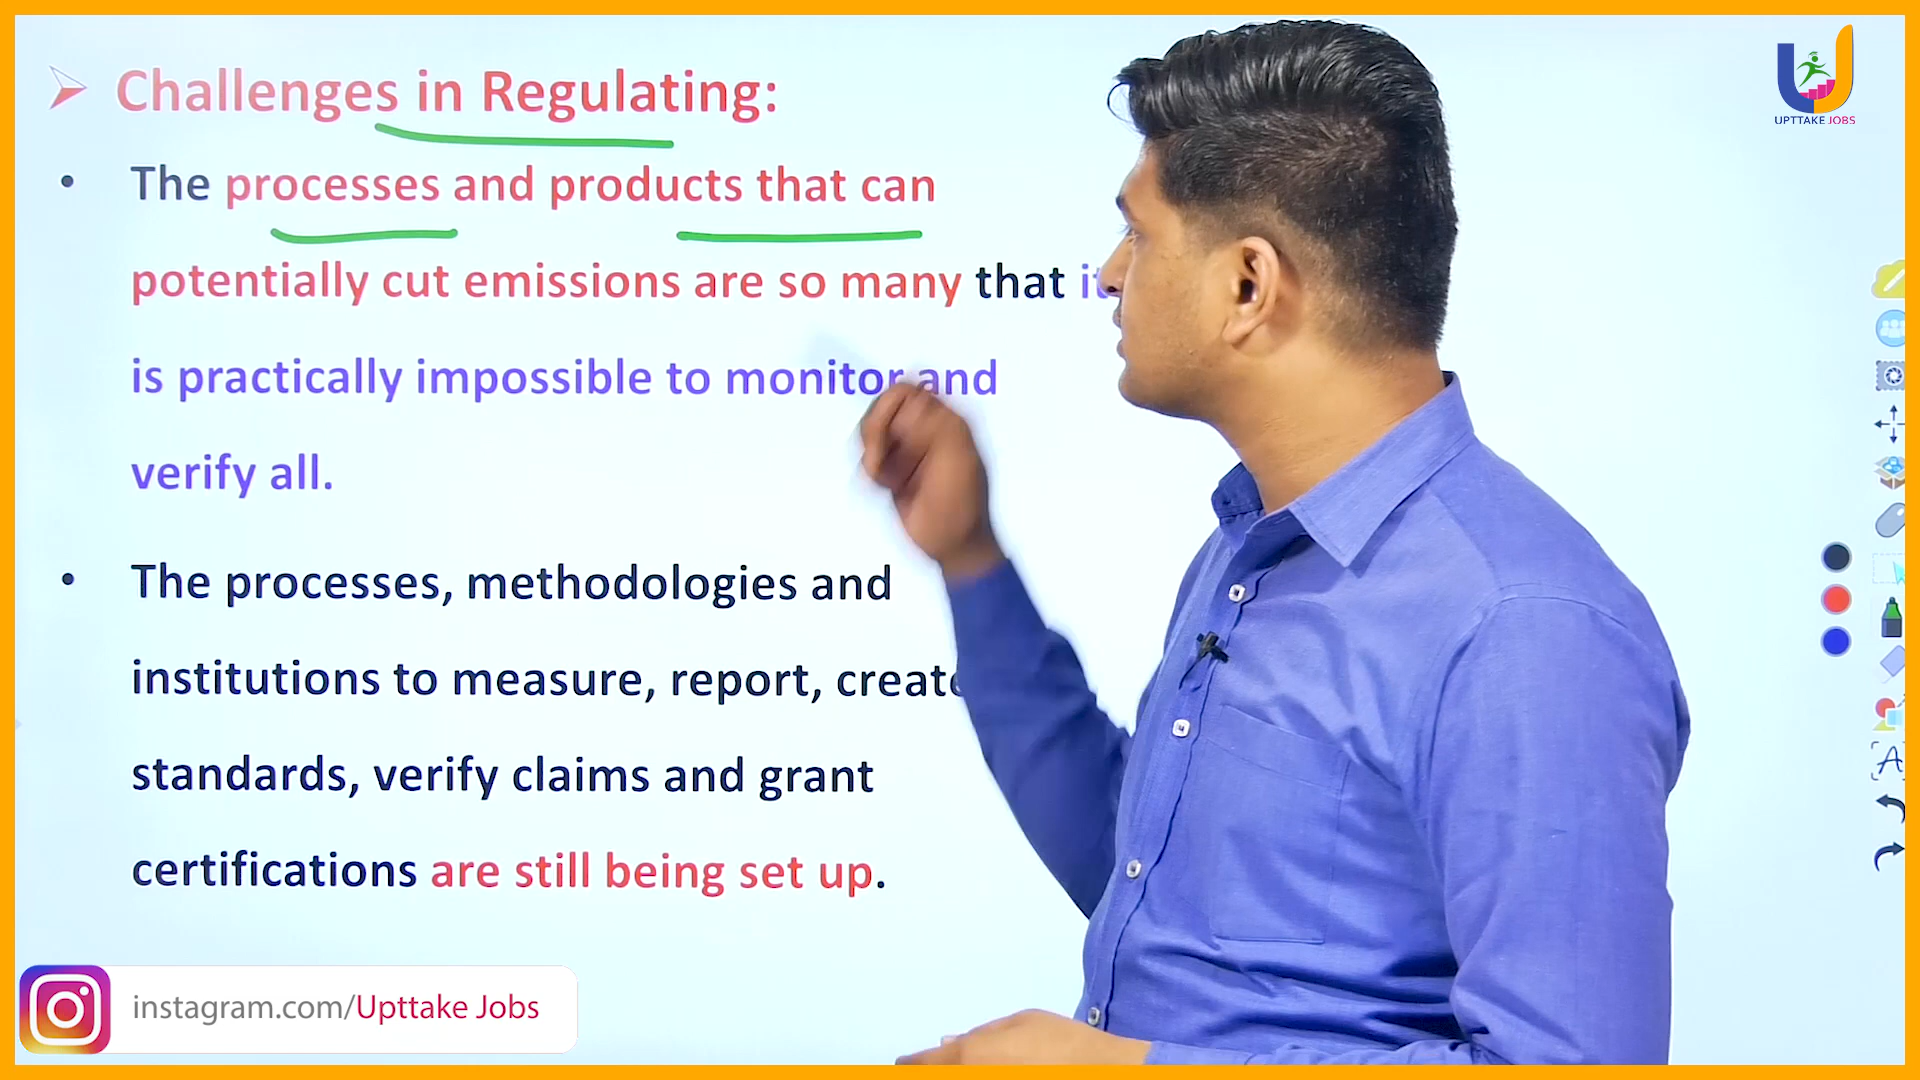 Challenges in Regulating:
UPTTAKE JOBS
• The processes and products that can
potentially cut emissions are so many that it
is practically impossible to monitor and
verify all.
• The processes, methodologies and
institutions to measure, report, create
standards, verify claims and grant
certifications are still being set up.
instagram.com/Upttake Jobs